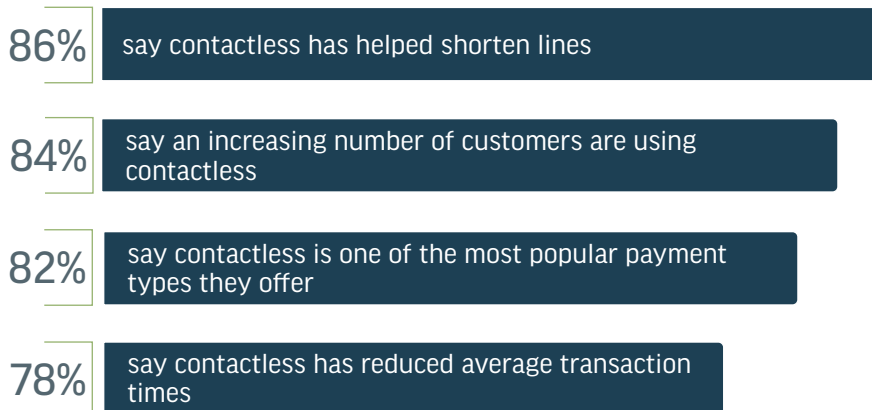 86%
say contactless has helped shorten lines
84%
say an increasing number of customers are using
contactless
82%
say contactless is one of the most popular payment
types they offer
78%
say contactless has reduced average transaction
times